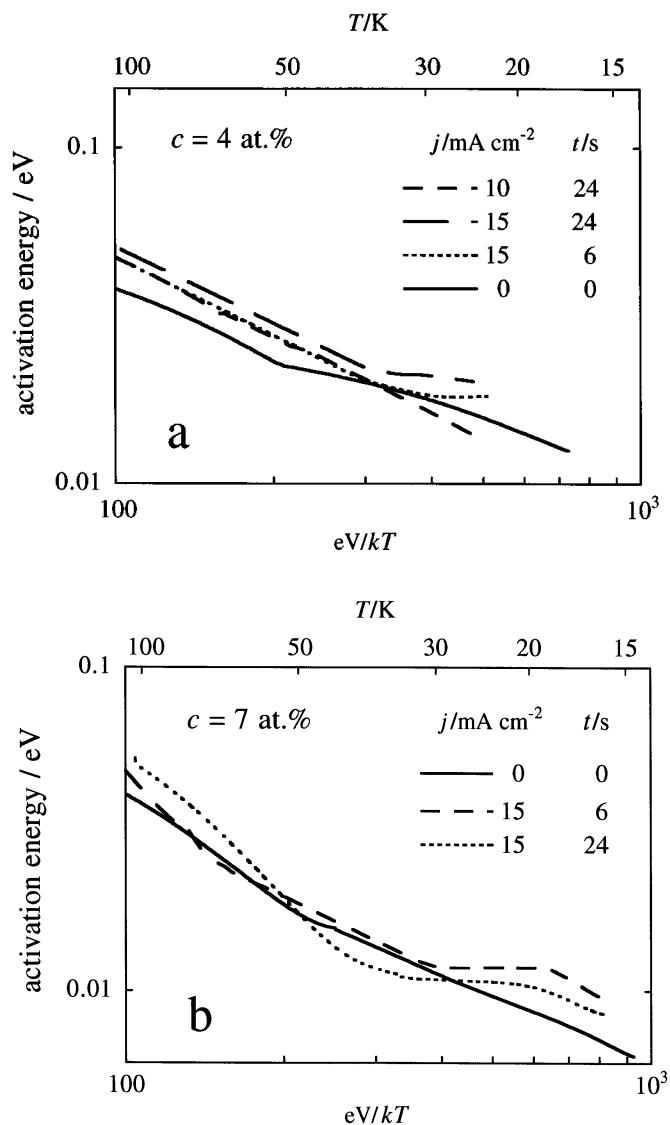 T/K
100 50 30 20 15
0.1
c = 4 at.%
j/mA cm⁻² t/s
10 24
15 24
15 6
0 0
activation energy / eV
a
0.01
100 10³
eV/kT
T/K
100 50 30 20 15
0.1
c = 7 at.%
j/mA cm⁻² t/s
0 0
15 6
15 24
activation energy / eV
0.01
b
100 10³
eV/kT